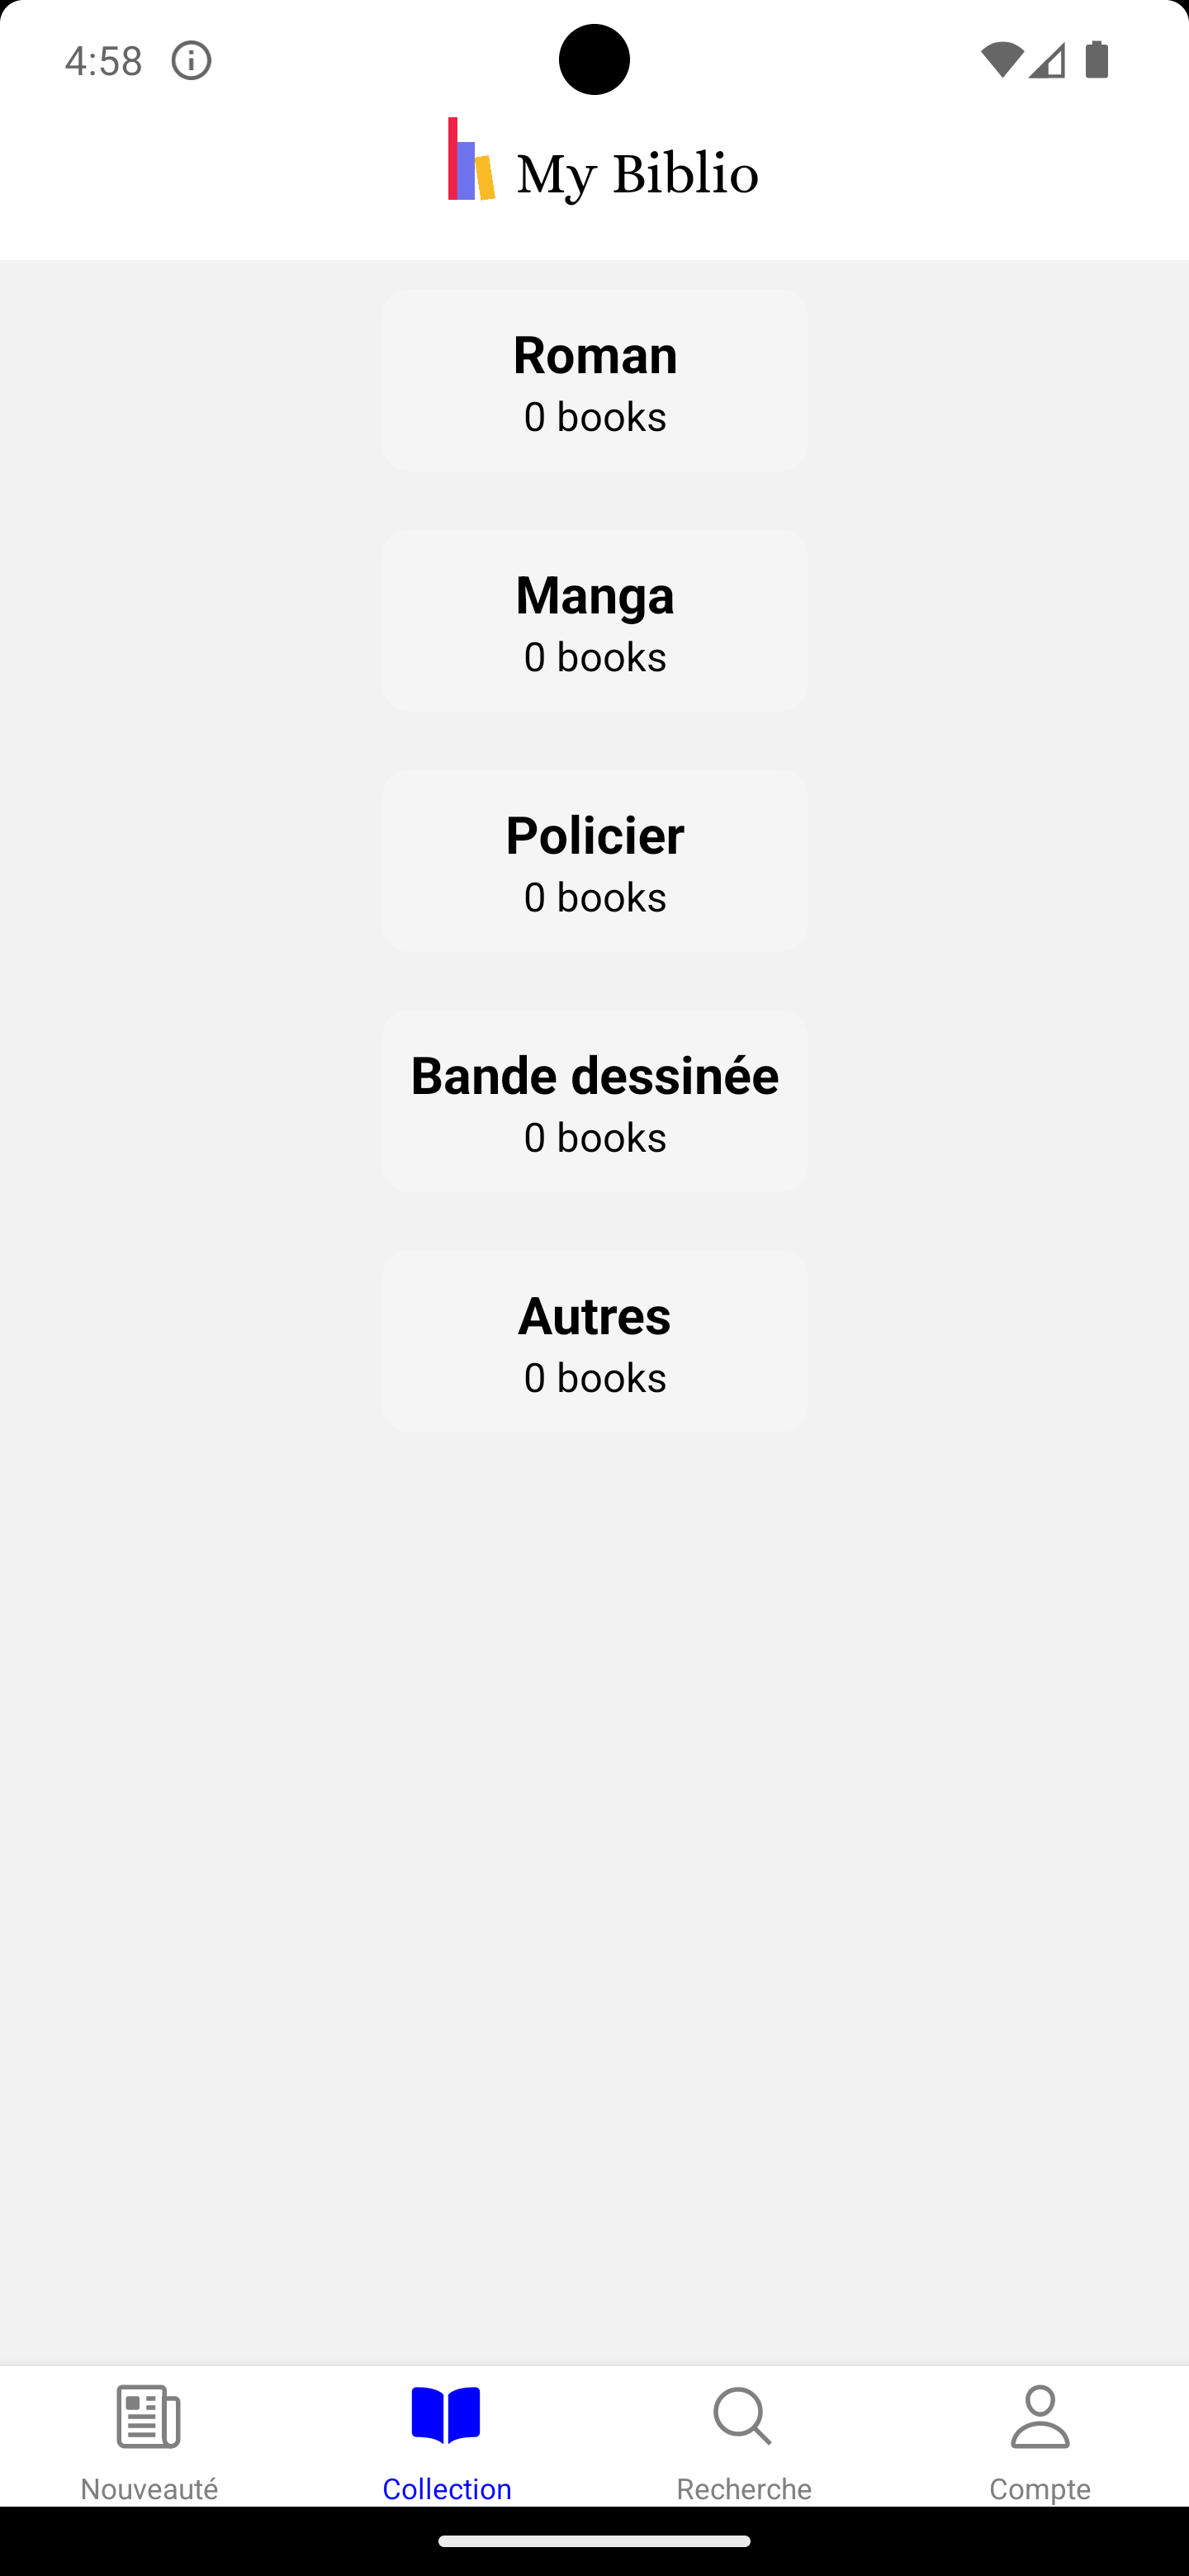 4:58
My Biblio
Roman
0 books
Manga
0 books
Policier
0 books
Bande dessinée
0 books
Autres
0 books
Nouveauté
Collection
Recherche
Compte